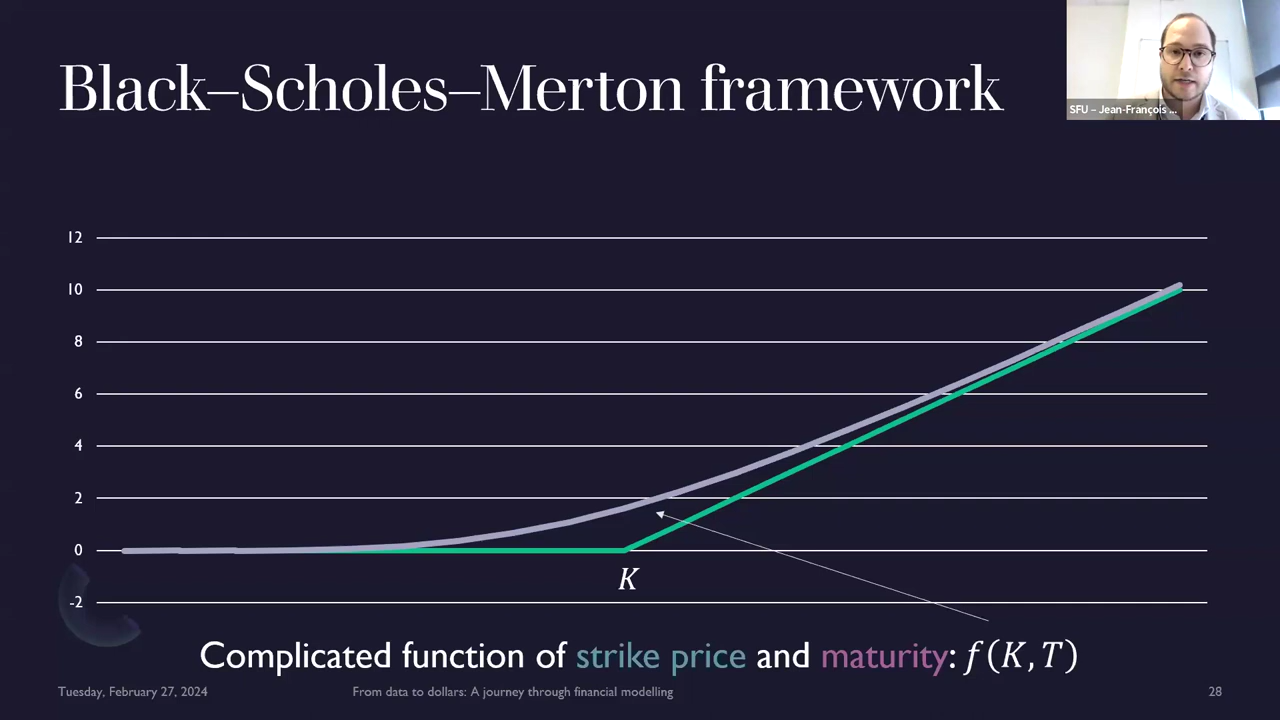 Black–Scholes–Merton framework
SFU – Jean-François ...
12
10
8
6
4
2
0
K
-2
Complicated function of strike price and maturity: f(K, T)
Tuesday, February 27, 2024
From data to dollars: A journey through financial modelling
28